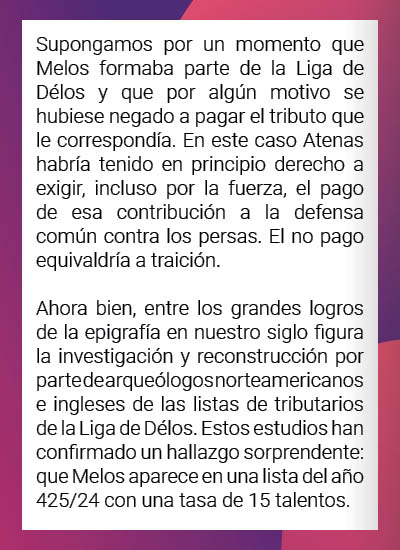 Supongamos por un momento que
Melos formaba parte de la Liga de
Délos y que por algún motivo se
hubiese negado a pagar el tributo que
le correspondía. En este caso Atenas
habría tenido en principio derecho a
exigir, incluso por la fuerza, el pago
de esa contribución a la defensa
común contra los persas. El no pago
equivaldría a traición.

Ahora bien, entre los grandes logros
de la epigrafía en nuestro siglo figura
la investigación y reconstrucción por
parte de arqueólogos norteamericanos
e ingleses de las listas de tributarios
de la Liga de Délos. Estos estudios han
confirmado un hallazgo sorprendente:
que Melos aparece en una lista del año
425/24 con una tasa de 15 talentos.